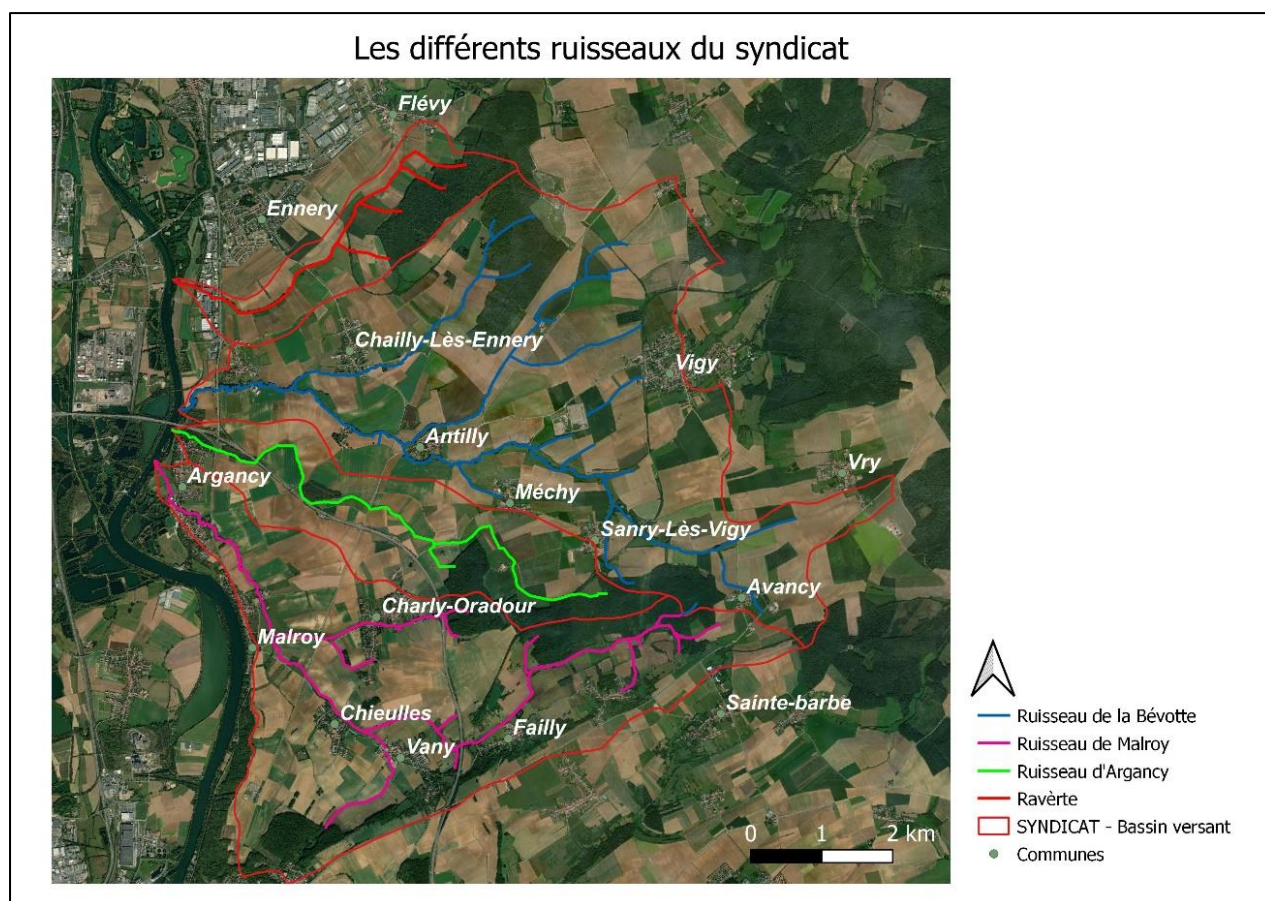 Les différents ruisseaux du syndicat
Flévy
Ennery
Chailly-Lès-Ennery
Vigy
Antilly
Vry
Argancy
Méchy
Sanry-Lès-Vigy
Avancy
Charly-Oradour
Malroy
Sainte-barbe
Chieulles
Failly
Vany
0 1 2 km
Ruisseau de la Bévotte
Ruisseau de Malroy
Ruisseau d'Argancy
Ravèrte
SYNDICAT - Bassin versant
Communes